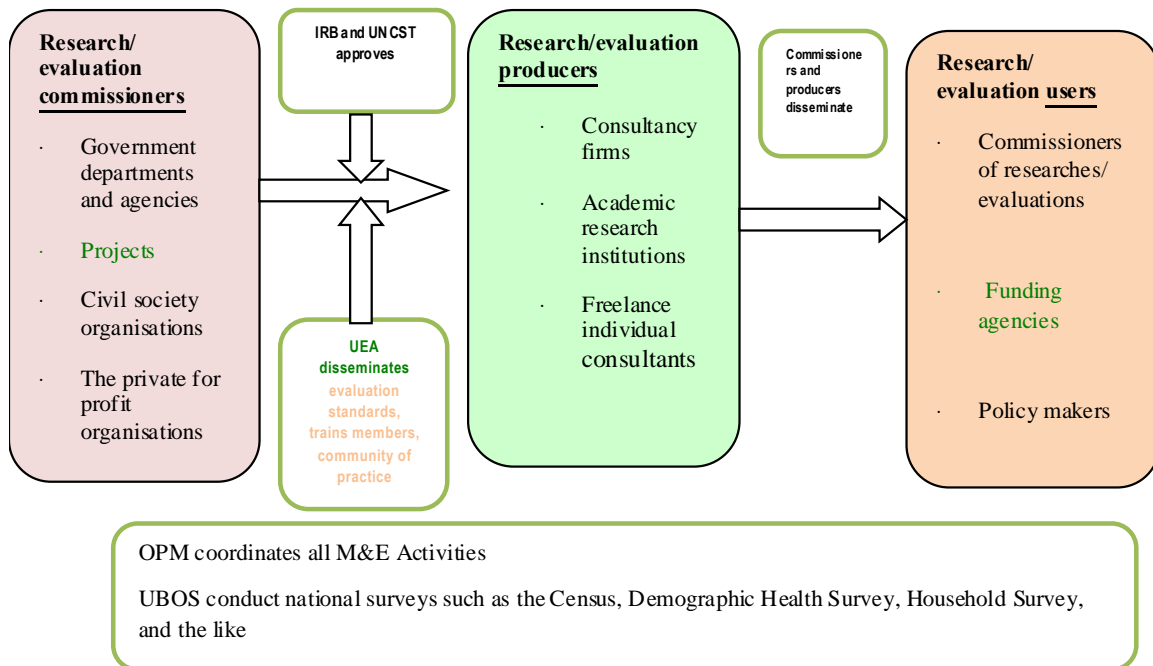 Research/
evaluation
commissioners
· Government
departments
and agencies
· Projects
· Civil society
organisations
· The private for
profit
organisations
IRB and UNCST
approves
UEA
disseminates
evaluation
standards,
trains members,
community of
practice
Research/evaluation
producers
· Consultancy
firms
· Academic
research
institutions
· Freelance
individual
consultants
Commissione
rs and
producers
disseminate
Research/
evaluation users
· Commissioners
of researches/
evaluations
· Funding
agencies
· Policy makers
OPM coordinates all M&E Activities
UBOS conduct national surveys such as the Census, Demographic Health Survey, Household Survey,
and the like